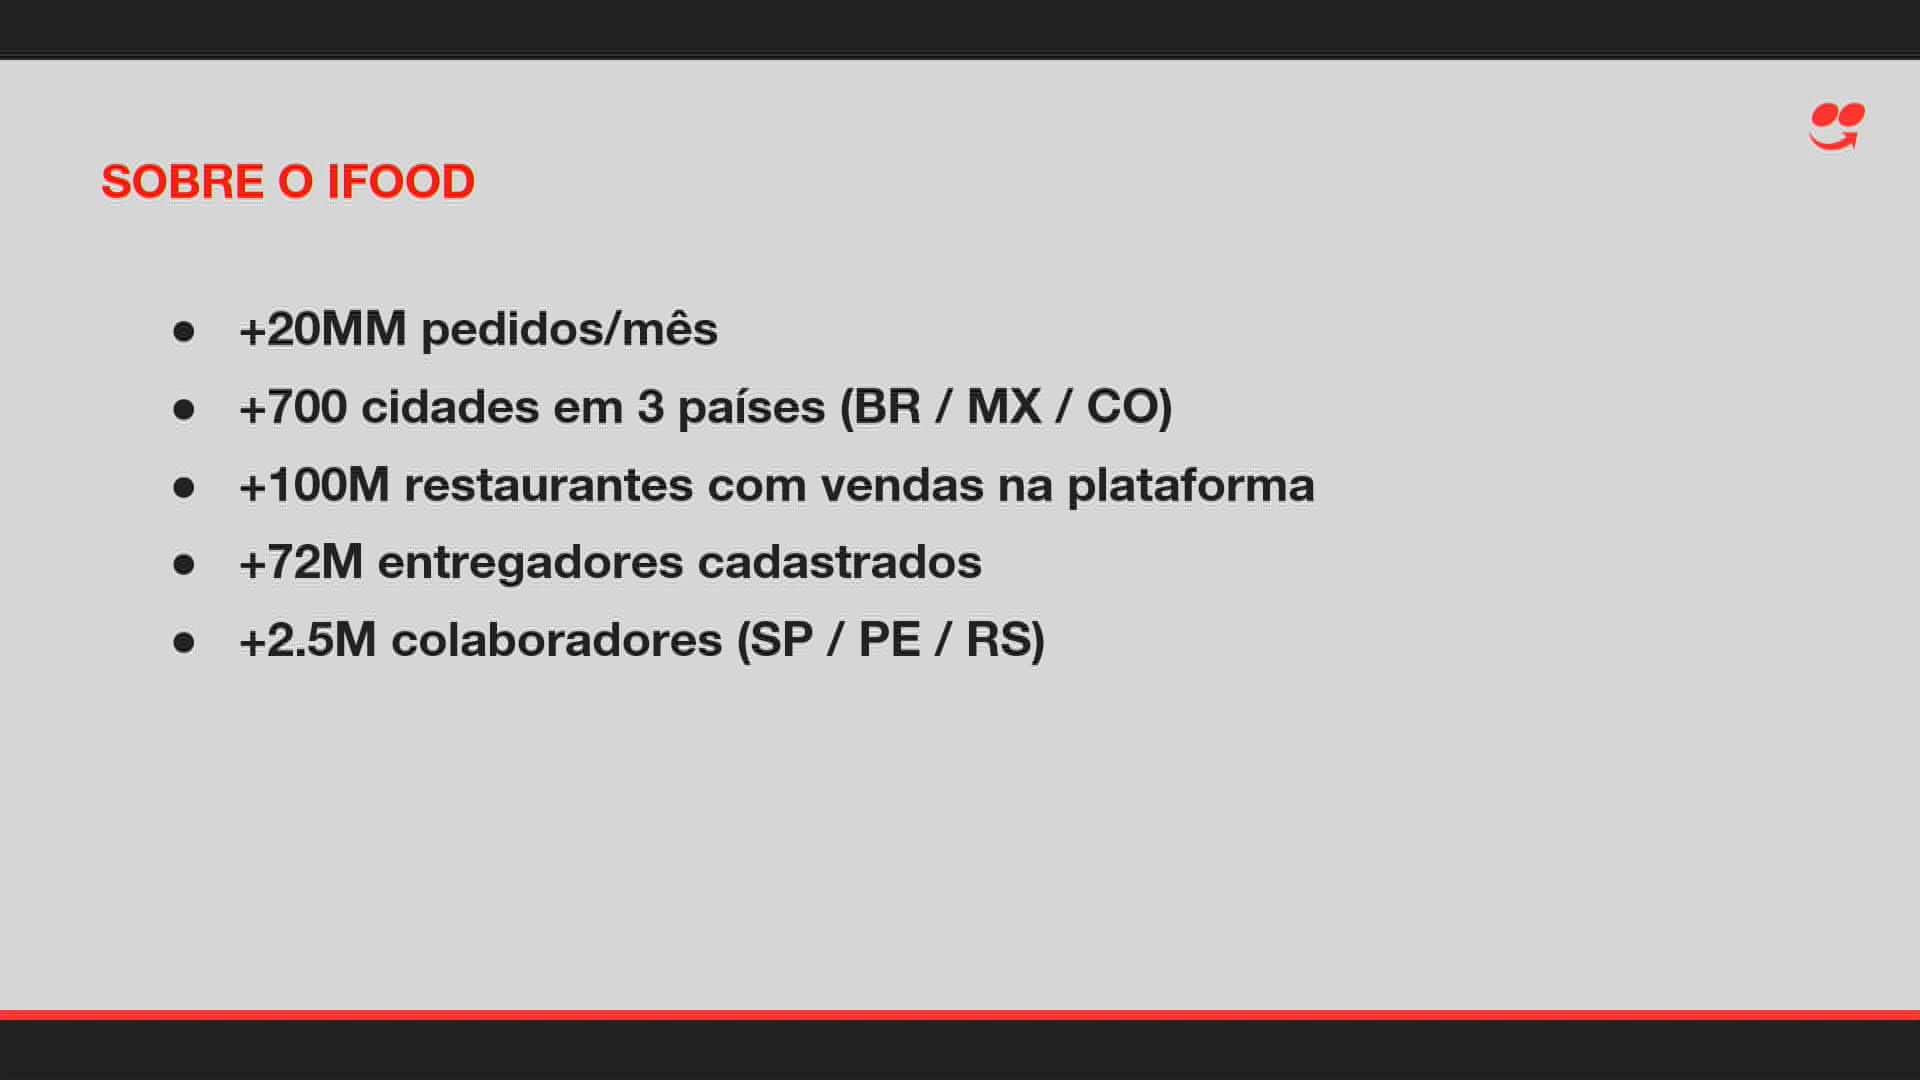 SOBRE O IFOOD
● +20MM pedidos/mês
● +700 cidades em 3 países (BR / MX / CO)
● +100M restaurantes com vendas na plataforma
● +72M entregadores cadastrados
● +2.5M colaboradores (SP / PE / RS)